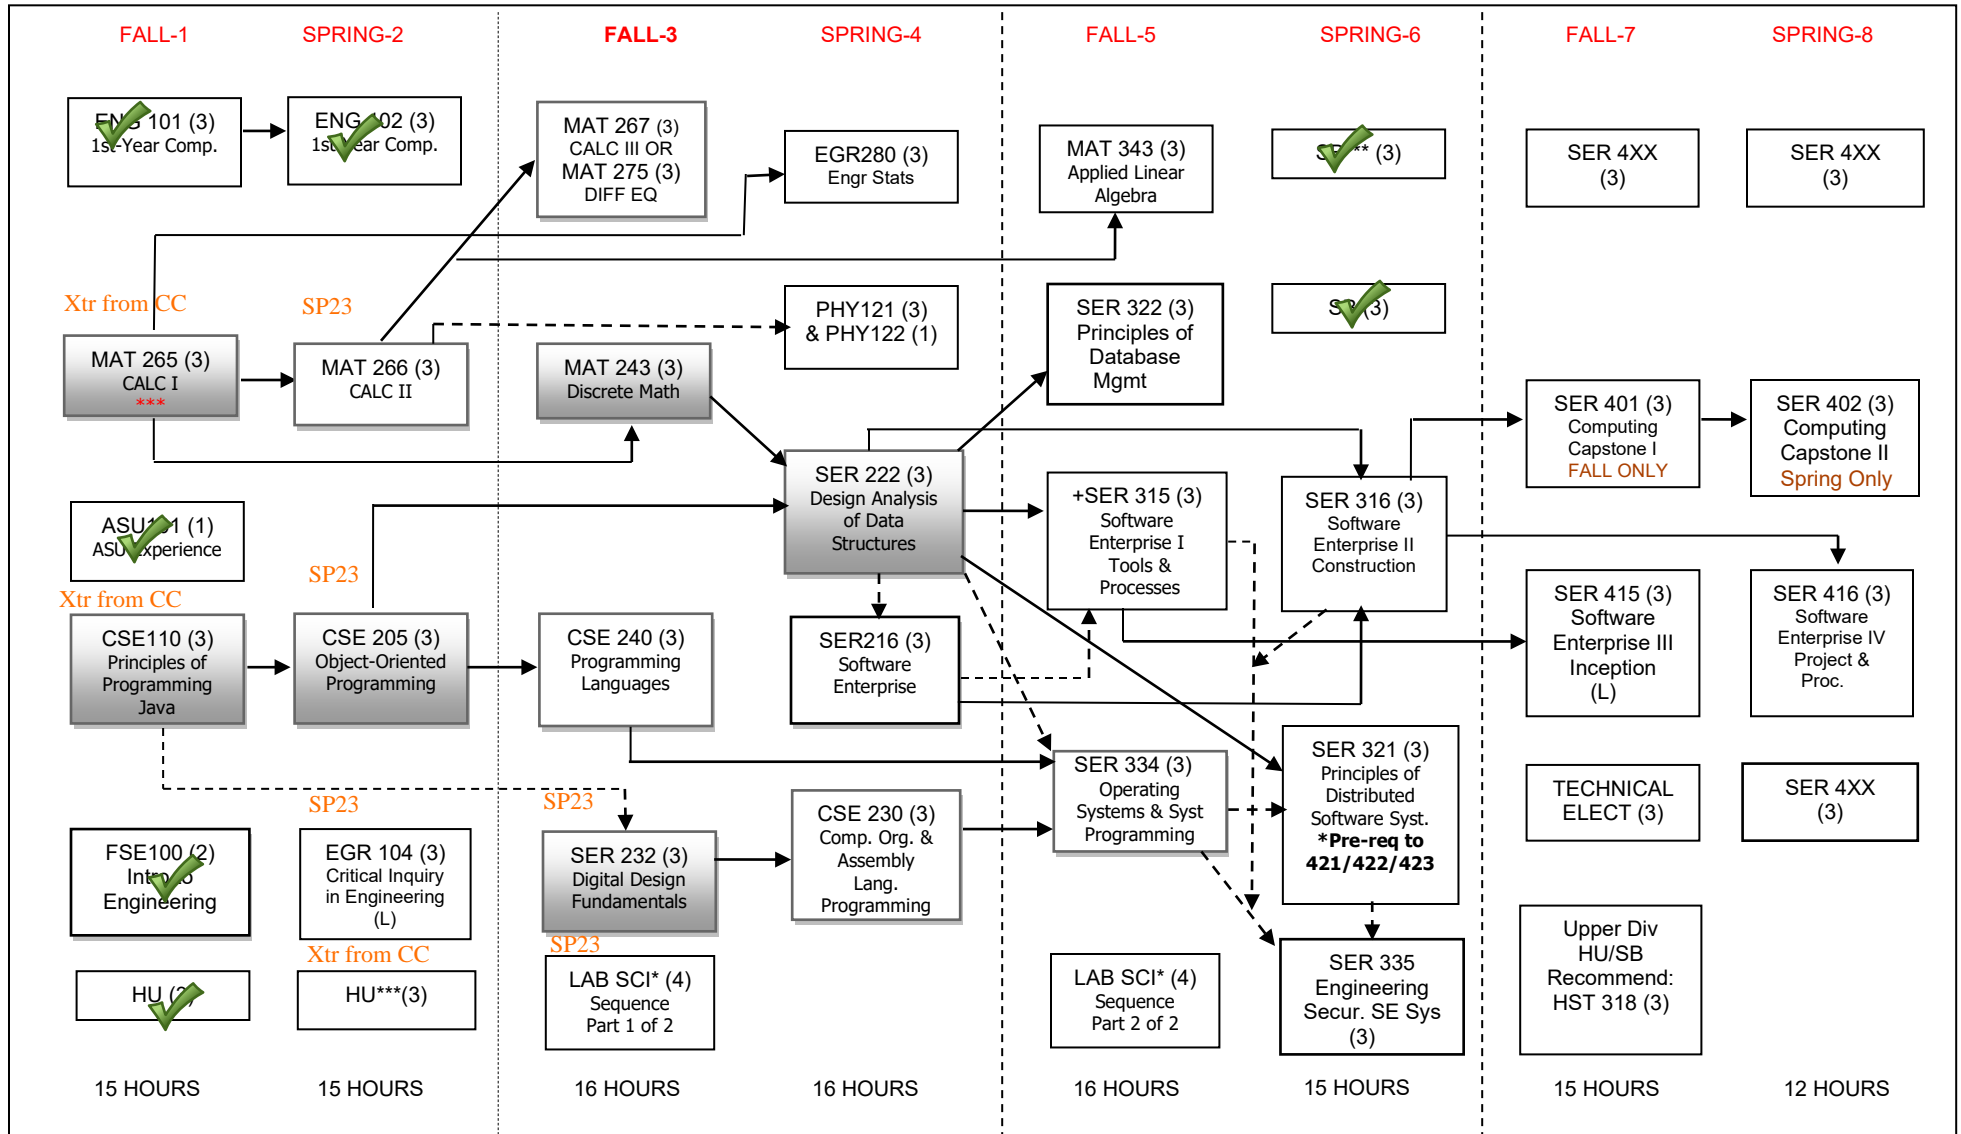 FALL-1
SPRING-2
FALL-3
SPRING-4
FALL-5
SPRING-6
FALL-7
SPRING-8
ENG 101 (3)
1st-Year Comp.
ENG 102 (3)
1st-Year Comp.
MAT 267 (3)
CALC III OR
MAT 275 (3)
DIFF EQ
EGR280 (3)
Engr Stats
MAT 343 (3)
Applied Linear
Algebra
** (3)
SER 4XX
(3)
SER 4XX
(3)
Xtr from CC
SP23
MAT 265 (3)
CALC I
***
MAT 266 (3)
CALC II
MAT 243 (3)
Discrete Math
PHY121 (3)
& PHY122 (1)
SER 322 (3)
Principles of
Database
Mgmt
(3)
SER 401 (3)
Computing
Capstone I
FALL ONLY
SER 402 (3)
Computing
Capstone II
Spring Only
ASU101 (1)
ASU Experience
SP23
SER 222 (3)
Design Analysis
of Data
Structures
+SER 315 (3)
Software
Enterprise I
Tools &
Processes
SER 316 (3)
Software
Enterprise II
Construction
Xtr from CC
CSE110 (3)
Principles of
Programming
Java
CSE 205 (3)
Object-Oriented
Programming
CSE 240 (3)
Programming
Languages
SER216 (3)
Software
Enterprise
SER 415 (3)
Software
Enterprise III
Inception
(L)
SER 416 (3)
Software
Enterprise IV
Project &
Proc.
SER 334 (3)
Operating
Systems & Syst
Programming
SER 321 (3)
Principles of
Distributed
Software Syst.
*Pre-req to
421/422/423
TECHNICAL
ELECT (3)
SER 4XX
(3)
FSE100 (2)
Intro to
Engineering
SP23
EGR 104 (3)
Critical Inquiry
in Engineering
(L)
SP23
SER 232 (3)
Digital Design
Fundamentals
CSE 230 (3)
Comp. Org. &
Assembly
Lang.
Programming
HU
Xtr from CC
HU***(3)
SP23
LAB SCI* (4)
Sequence
Part 1 of 2
LAB SCI* (4)
Sequence
Part 2 of 2
SER 335
Engineering
Secur. SE Sys
(3)
Upper Div
HU/SB
Recommend:
HST 318 (3)
15 HOURS
15 HOURS
16 HOURS
16 HOURS
16 HOURS
15 HOURS
15 HOURS
12 HOURS